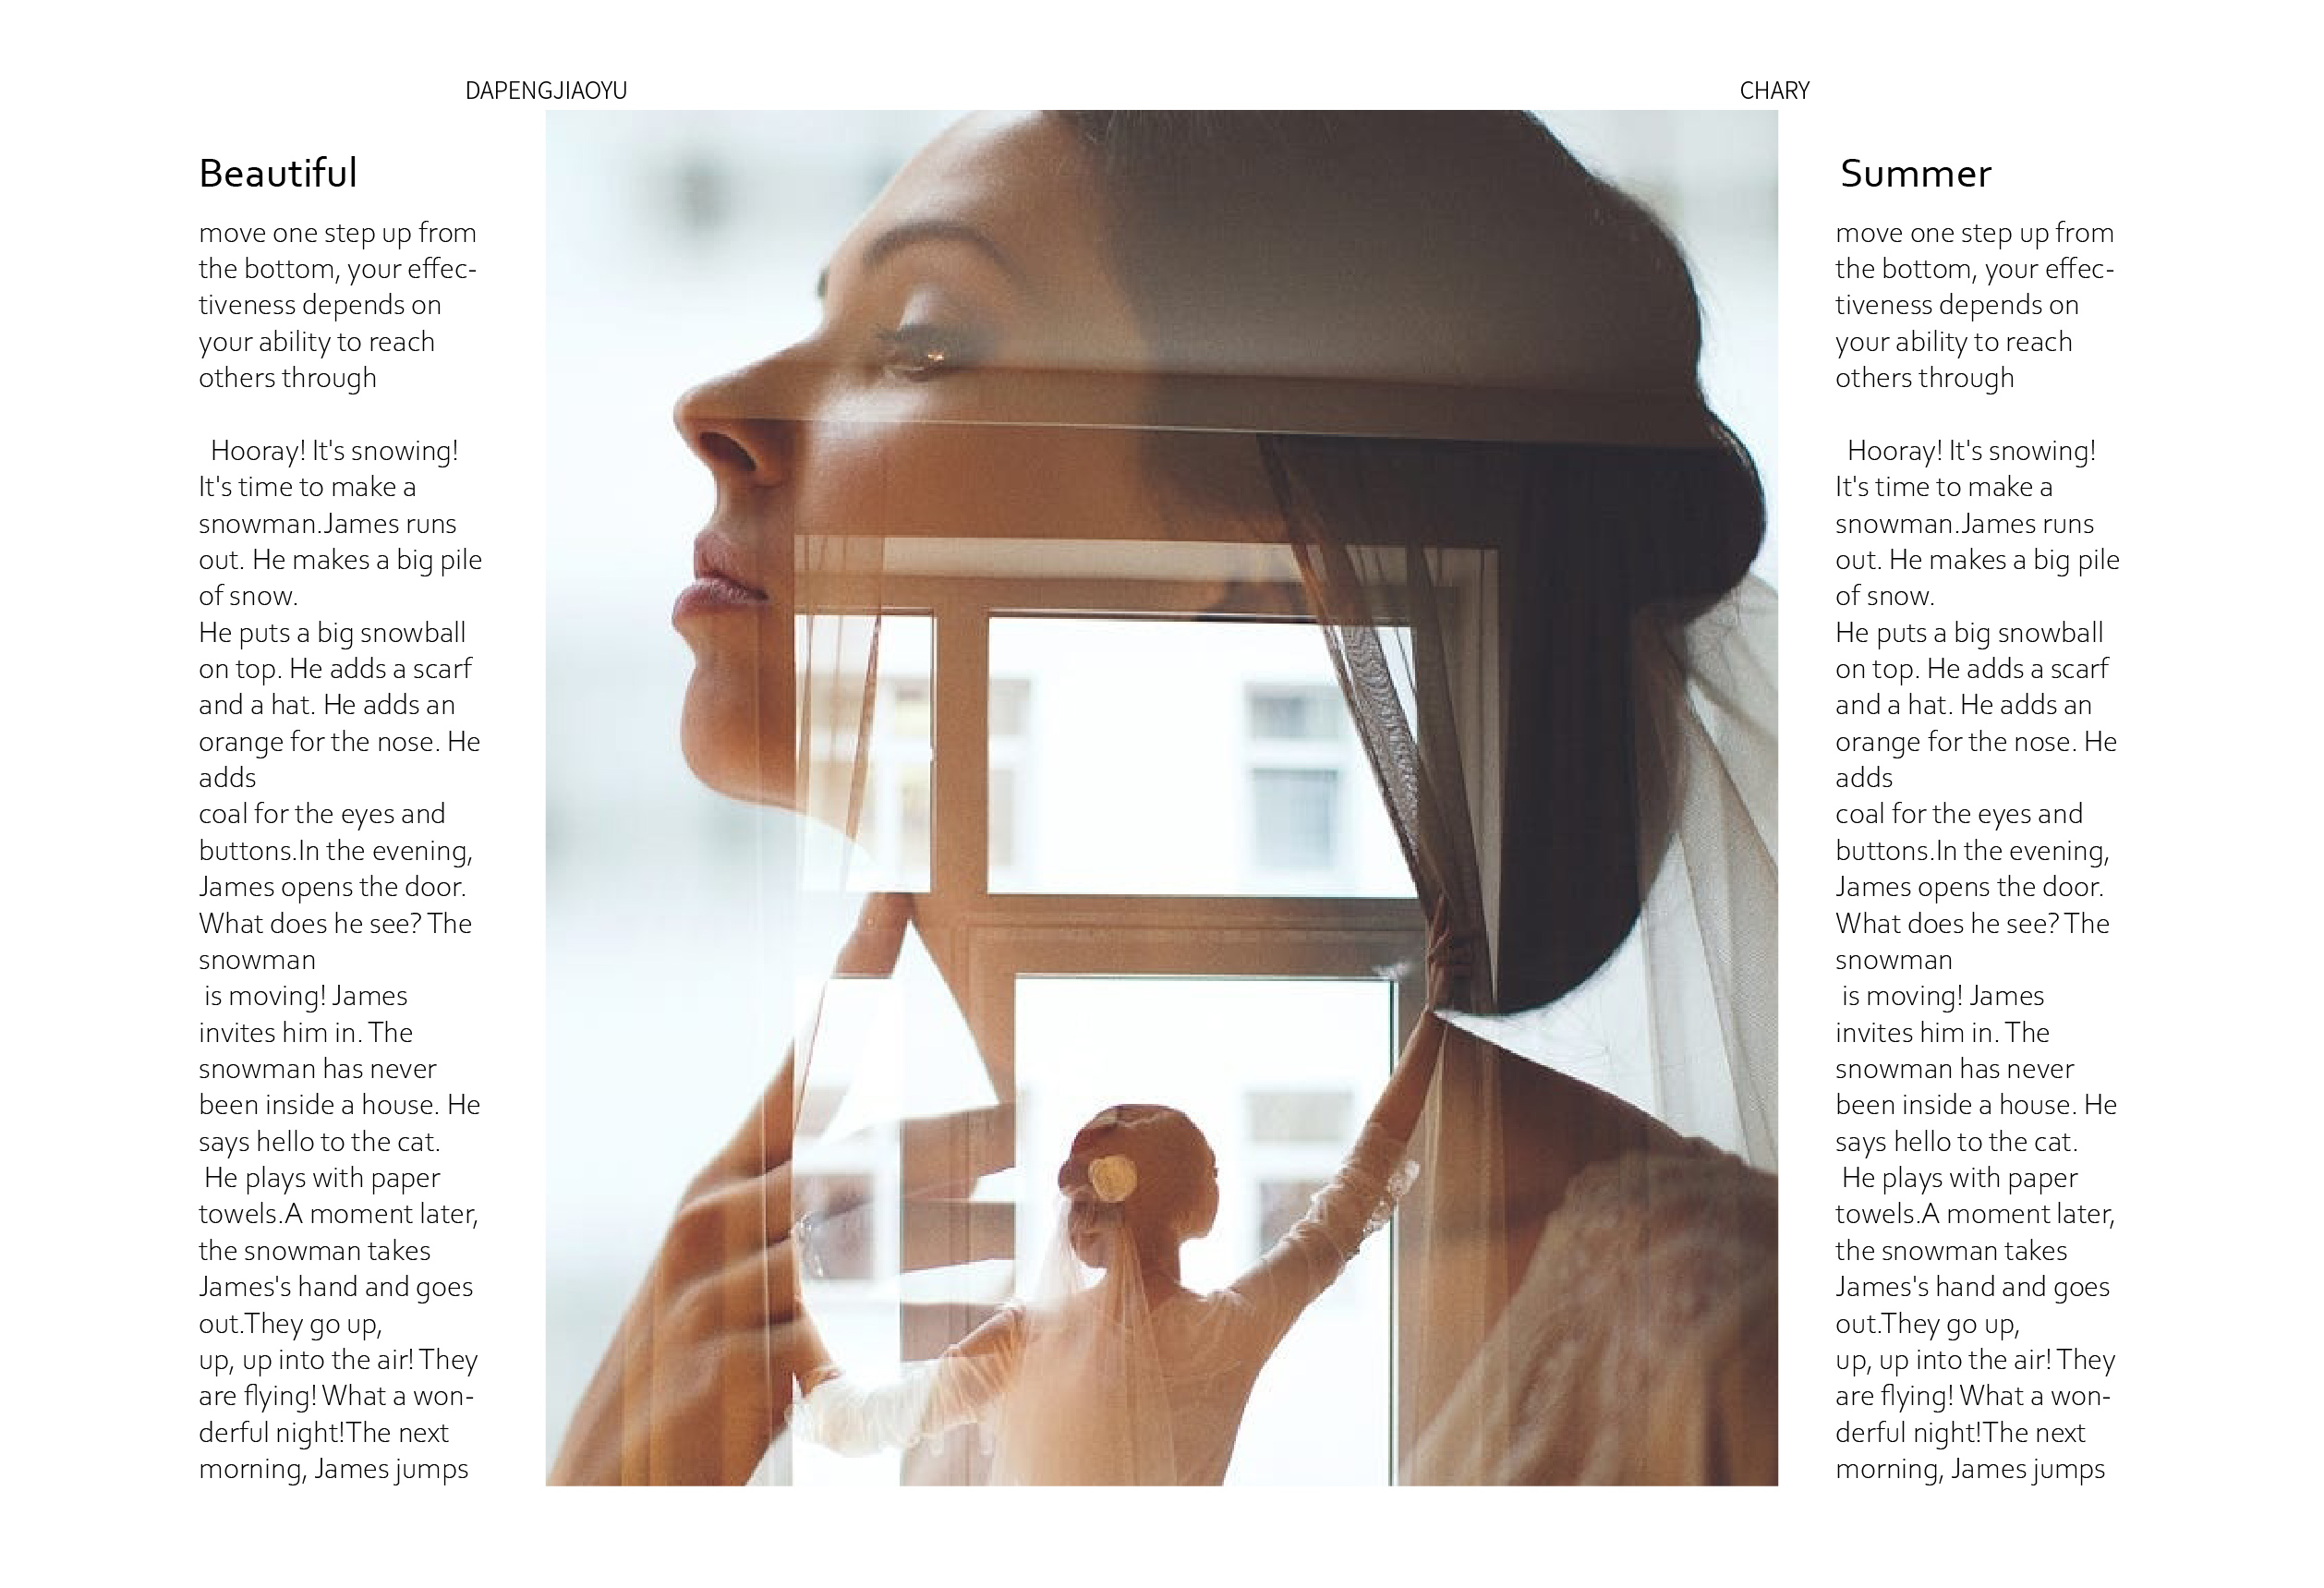 DAPENGJIAOYU
CHARY
Beautiful
move one step up from
the bottom, your effec-
tiveness depends on
your ability to reach
others through
Hooray! It's snowing!
It's time to make a
snowman.James runs
out. He makes a big pile
of snow.
He puts a big snowball
on top. He adds a scarf
and a hat. He adds an
orange for the nose. He
adds
coal for the eyes and
buttons.In the evening,
James opens the door.
What does he see? The
snowman
is moving! James
invites him in. The
snowman has never
been inside a house. He
says hello to the cat.
He plays with paper
towels.A moment later,
the snowman takes
James's hand and goes
out.They go up,
up, up into the air! They
are flying! What a won-
derful night!The next
morning, James jumps
Summer
move one step up from
the bottom, your effec-
tiveness depends on
your ability to reach
others through
Hooray! It's snowing!
It's time to make a
snowman.James runs
out. He makes a big pile
of snow.
He puts a big snowball
on top. He adds a scarf
and a hat. He adds an
orange for the nose. He
adds
coal for the eyes and
buttons.In the evening,
James opens the door.
What does he see? The
snowman
is moving! James
invites him in. The
snowman has never
been inside a house. He
says hello to the cat.
He plays with paper
towels.A moment later,
the snowman takes
James's hand and goes
out.They go up,
up, up into the air! They
are flying! What a won-
derful night!The next
morning, James jumps